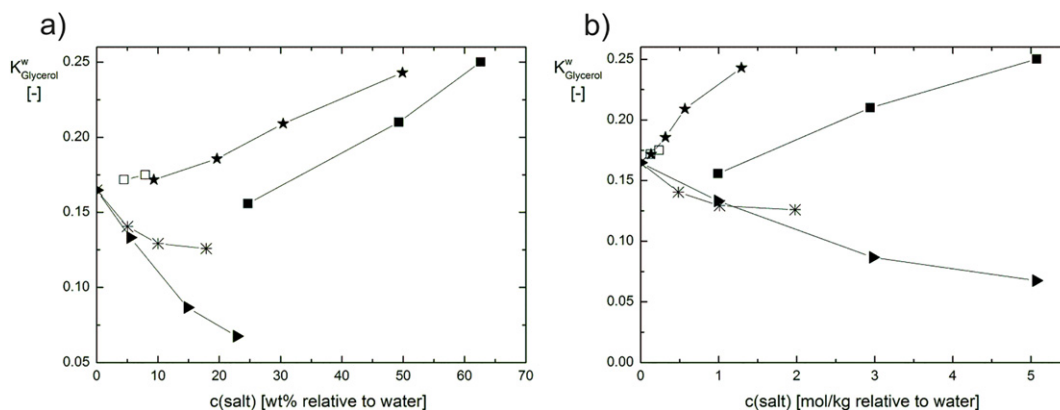 a)
K^w_Glycerol
[-]
0.25
0.20
0.15
0.10
0.05
0 10 20 30 40 50 60 70
c(salt) [wt% relative to water]
b)
K^w_Glycerol
[-]
0.25
0.20
0.15
0.10
0.05
0.00
0 1 2 3 4 5
c(salt) [mol/kg relative to water]